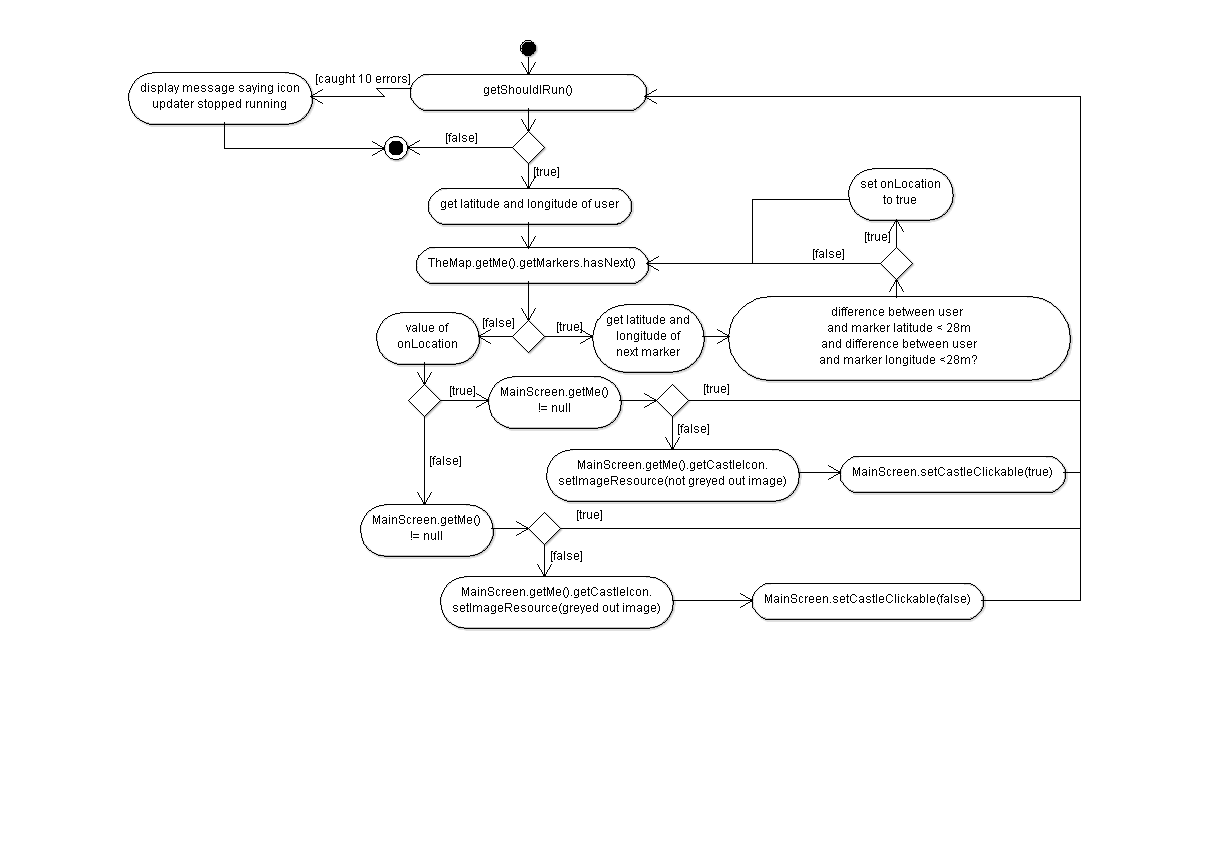 [caught 10 errors]
display message saying icon
updater stopped running
getShouldIRun()
[false]
[true]
get latitude and longitude of user
set onLocation
to true
[true]
[false]
TheMap.getMe().getMarkers.hasNext()
value of
onLocation
[false]
[true]
get latitude and
longitude of
next marker
difference between user
and marker latitude < 28m
and difference between user
and marker longitude <28m?
[true]
MainScreen.getMe()
!= null
[true]
[false]
[false]
MainScreen.getMe().getCastleIcon.
setImageResource(not greyed out image)
MainScreen.setCastleClickable(true)
MainScreen.getMe()
!= null
[true]
[false]
MainScreen.getMe().getCastleIcon.
setImageResource(greyed out image)
MainScreen.setCastleClickable(false)